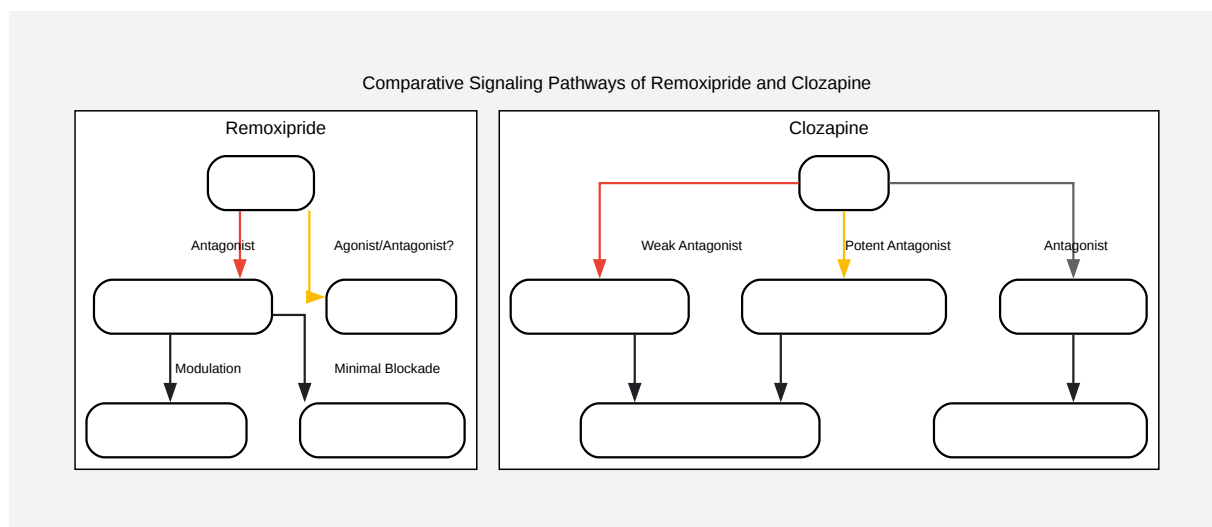 Comparative Signaling Pathways of Remoxipride and Clozapine
Remoxipride
Antagonist
Agonist/Antagonist?
Modulation
Minimal Blockade
Clozapine
Weak Antagonist
Potent Antagonist
Antagonist